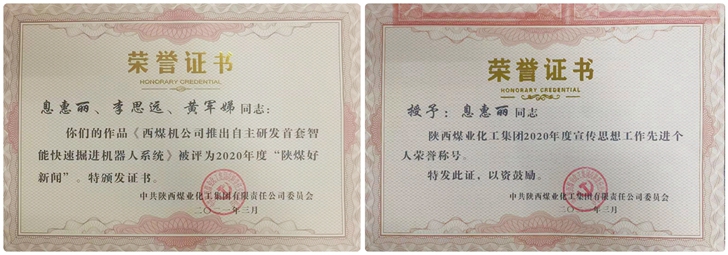 荣誉证书
HONORARY CREDENTIAL
息惠丽、李思远、黄军娣同志：
你们的作品《西煤机公司推出自主研发首套智
能快速掘进机器人系统》被评为2020年度“陕煤好
新闻”。特颁发证书。
中共陕西煤业化工集团有限责任公司委员会
二〇二一年三月
荣誉证书
HONORARY CREDENTIAL
授予：息惠丽同志
陕西煤业化工集团2020年度宣传思想工作先进个
人荣誉称号。
特发此证，以资鼓励。
中共陕西煤业化工集团有限责任公司委员会
二〇二一年三月